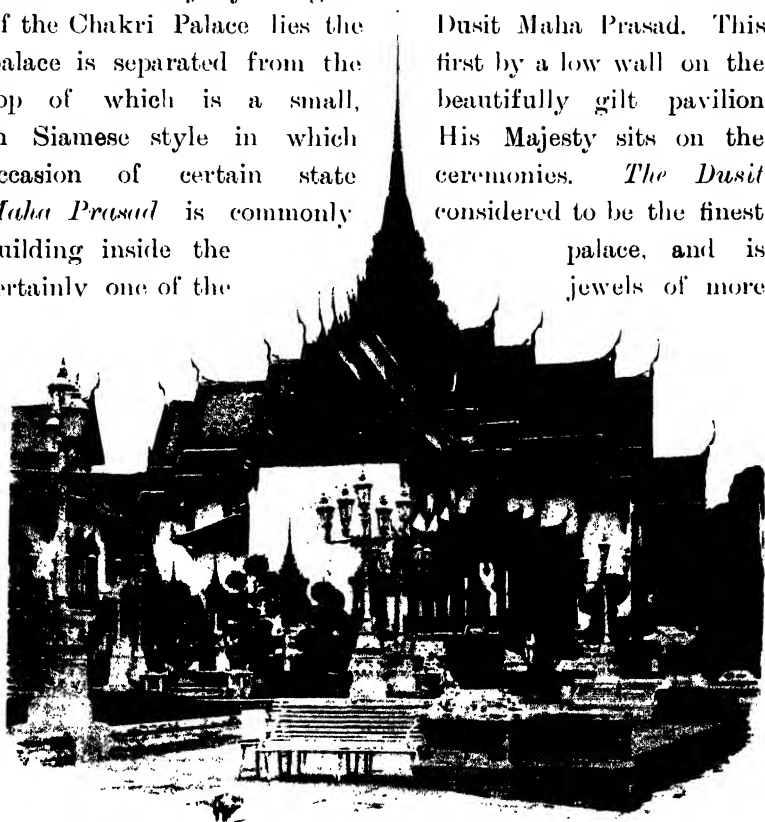 f the Chakri Palace lies the Dusit Maha Prasad. This
palace is separated from the first by a low wall on the
op of which is a small, beautifully gilt pavilion
n Siamese style in which His Majesty sits on the
ccasion of certain state ceremonies. The Dusit
Maha Prasad is commonly considered to be the finest
uilding inside the palace, and is
ertainly one of the jewels of more